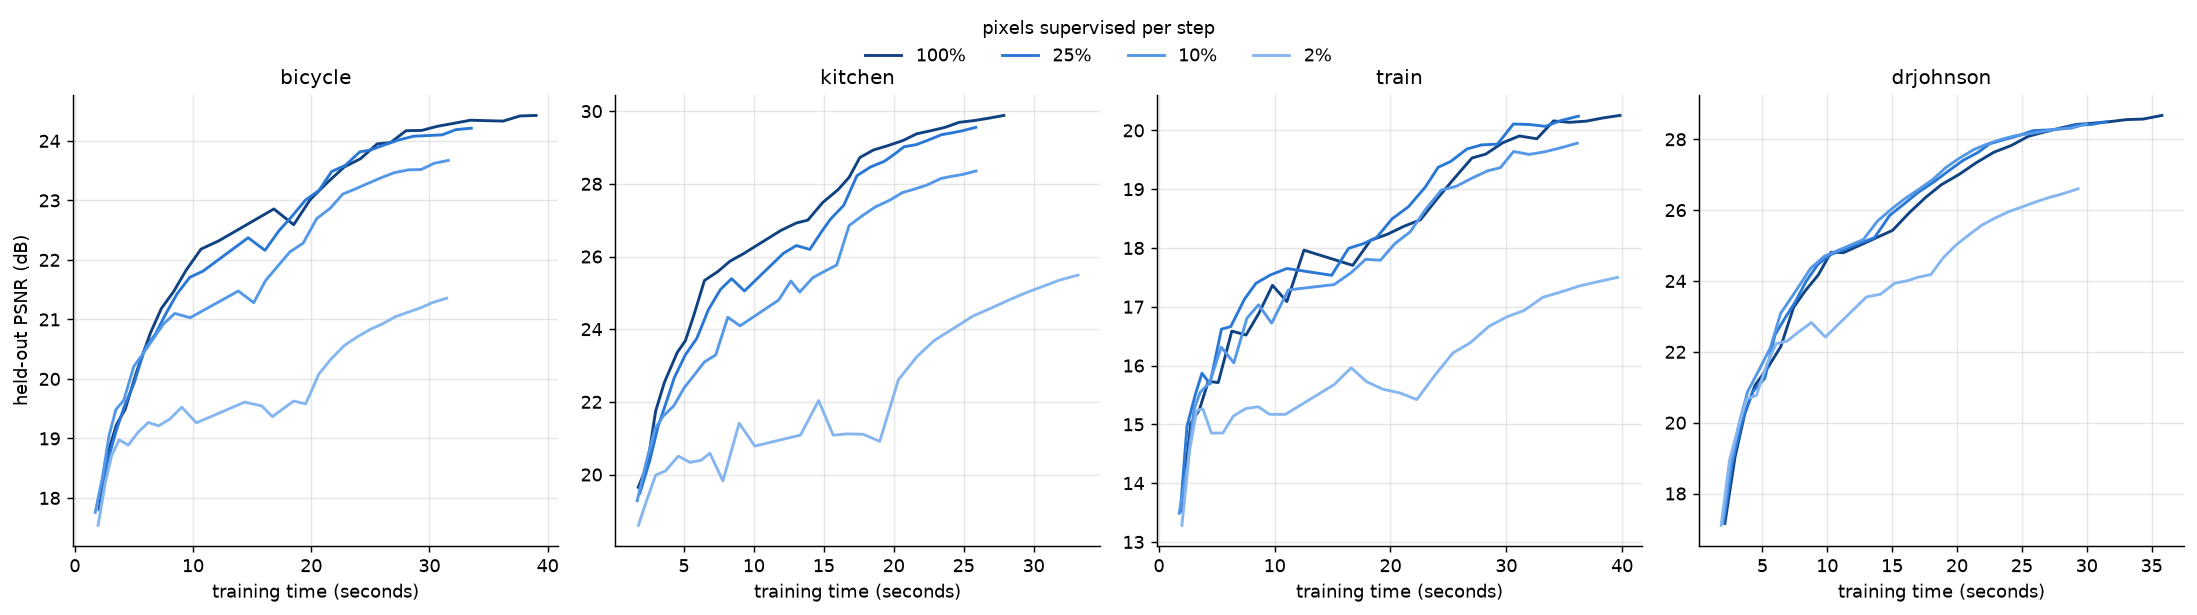 pixels supervised per step
100% 25% 10% 2%
bicycle kitchen train drjohnson
held-out PSNR (dB)
24
23
22
21
20
19
18
0 10 20 30 40
training time (seconds)
30
28
26
24
22
20
5 10 15 20 25 30
training time (seconds)
20
19
18
17
16
15
14
13
0 10 20 30 40
training time (seconds)
28
26
24
22
20
18
5 10 15 20 25 30 35
training time (seconds)